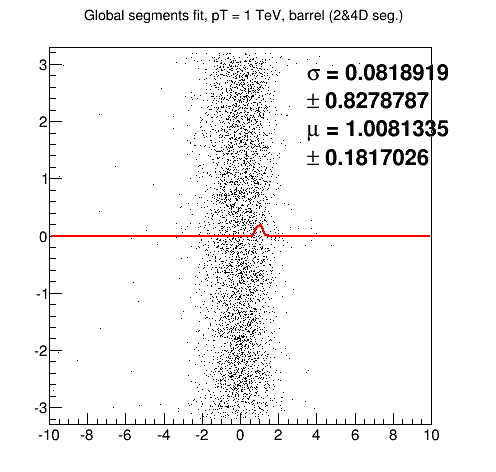 Global segments fit, pT = 1 TeV, barrel (2&4D seg.)
σ = 0.0818919
± 0.8278787
μ = 1.0081335
± 0.1817026
3
2
1
0
-1
-2
-3
-10 -8 -6 -4 -2 0 2 4 6 8 10